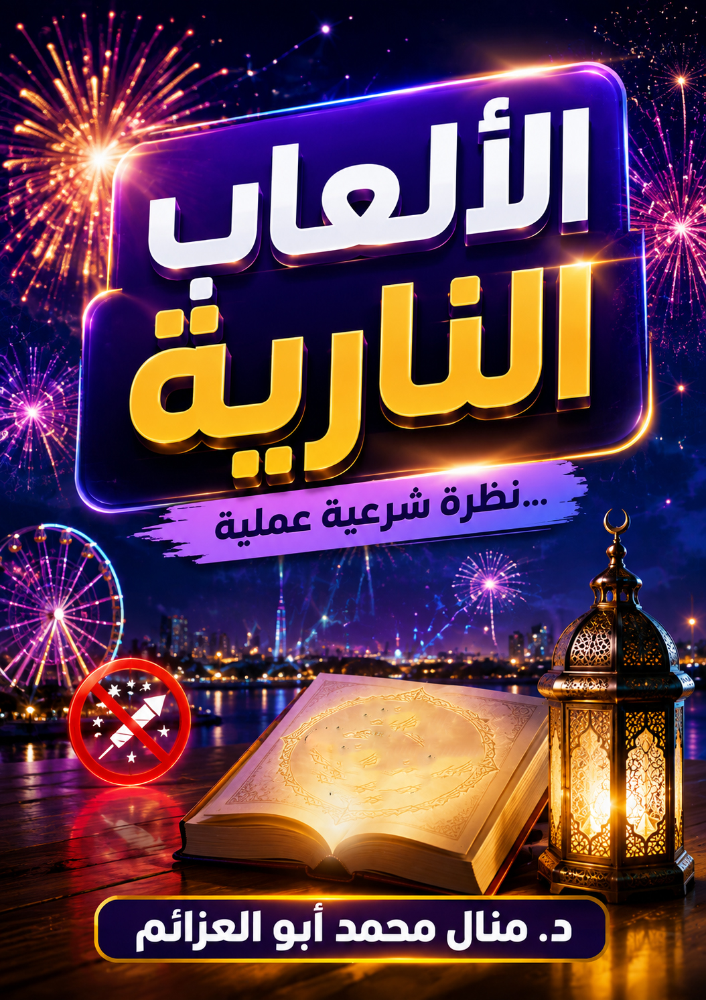 الألعاب
النارية
...نظرة شرعية عملية
د. منال محمد أبو العزائم